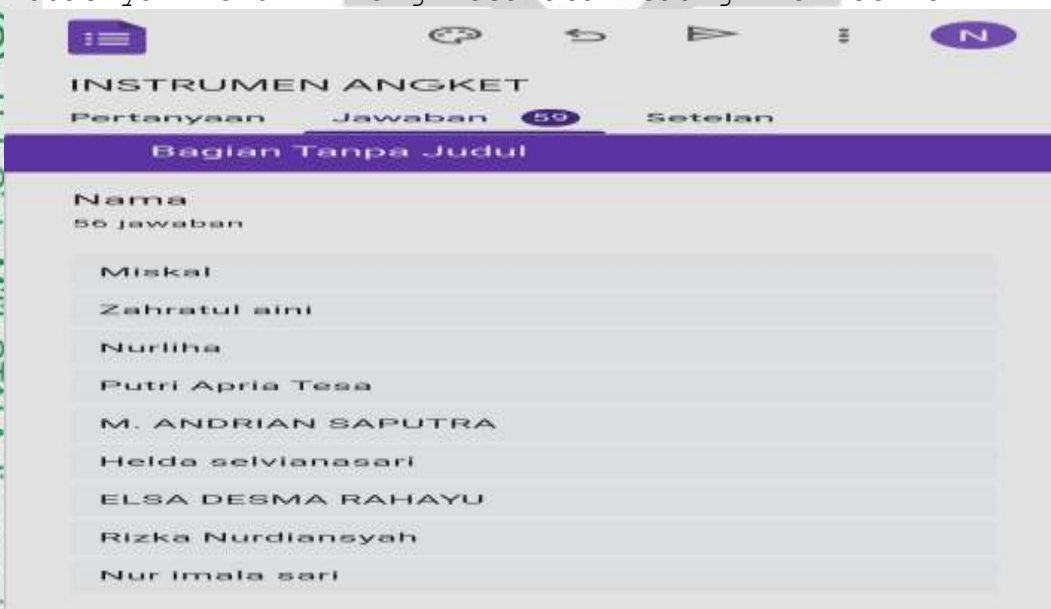 N
INSTRUMEN ANGKET
Pertanyaan Jawaban 59 Setelan
Bagian Tanpa Judul
Nama
56 jawaban
Miskal
Zahratul aini
Nurliha
Putri Apria Tesa
M. ANDRIAN SAPUTRA
Helda selvianasari
ELSA DESMA RAHAYU
Rizka Nurdiansyah
Nur imala sari